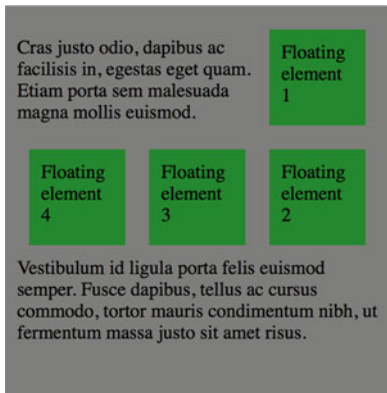 Cras justo odio, dapibus ac
facilisis in, egestas eget quam.
Etiam porta sem malesuada
magna mollis euismod.
Floating
element
1
Floating
element
4
Floating
element
3
Floating
element
2
Vestibulum id ligula porta felis euismod
semper. Fusce dapibus, tellus ac cursus
commodo, tortor mauris condimentum nibh, ut
fermentum massa justo sit amet risus.